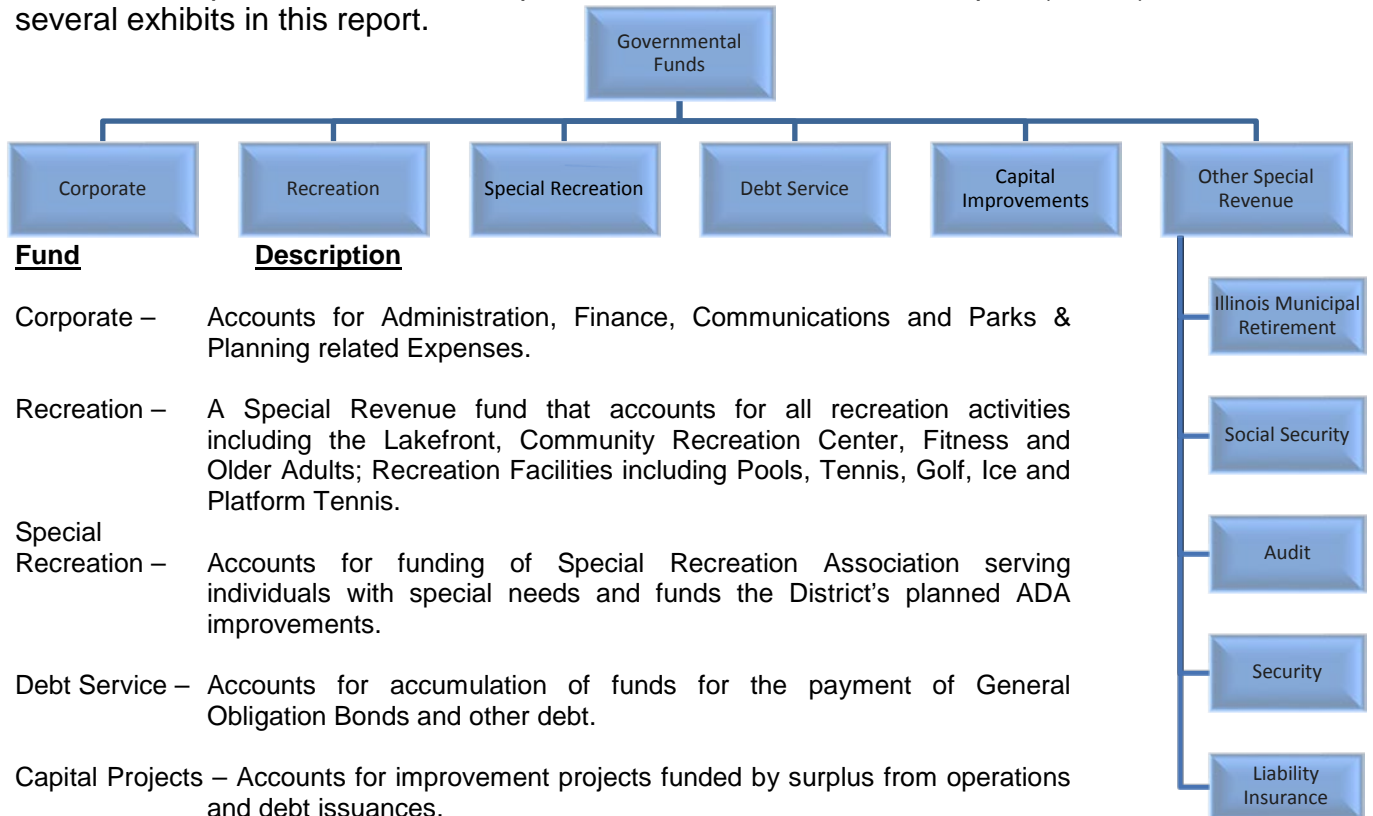 several exhibits in this report.
Governmental
Funds
Corporate
Recreation
Special Recreation
Debt Service
Capital
Improvements
Other Special
Revenue
Illinois Municipal
Retirement
Social Security
Audit
Security
Liability
Insurance
Fund Description
Corporate – Accounts for Administration, Finance, Communications and Parks &
Planning related Expenses.
Recreation – A Special Revenue fund that accounts for all recreation activities
including the Lakefront, Community Recreation Center, Fitness and
Older Adults; Recreation Facilities including Pools, Tennis, Golf, Ice and
Platform Tennis.
Special
Recreation – Accounts for funding of Special Recreation Association serving
individuals with special needs and funds the District's planned ADA
improvements.
Debt Service – Accounts for accumulation of funds for the payment of General
Obligation Bonds and other debt.
Capital Projects – Accounts for improvement projects funded by surplus from operations
and debt issuances.